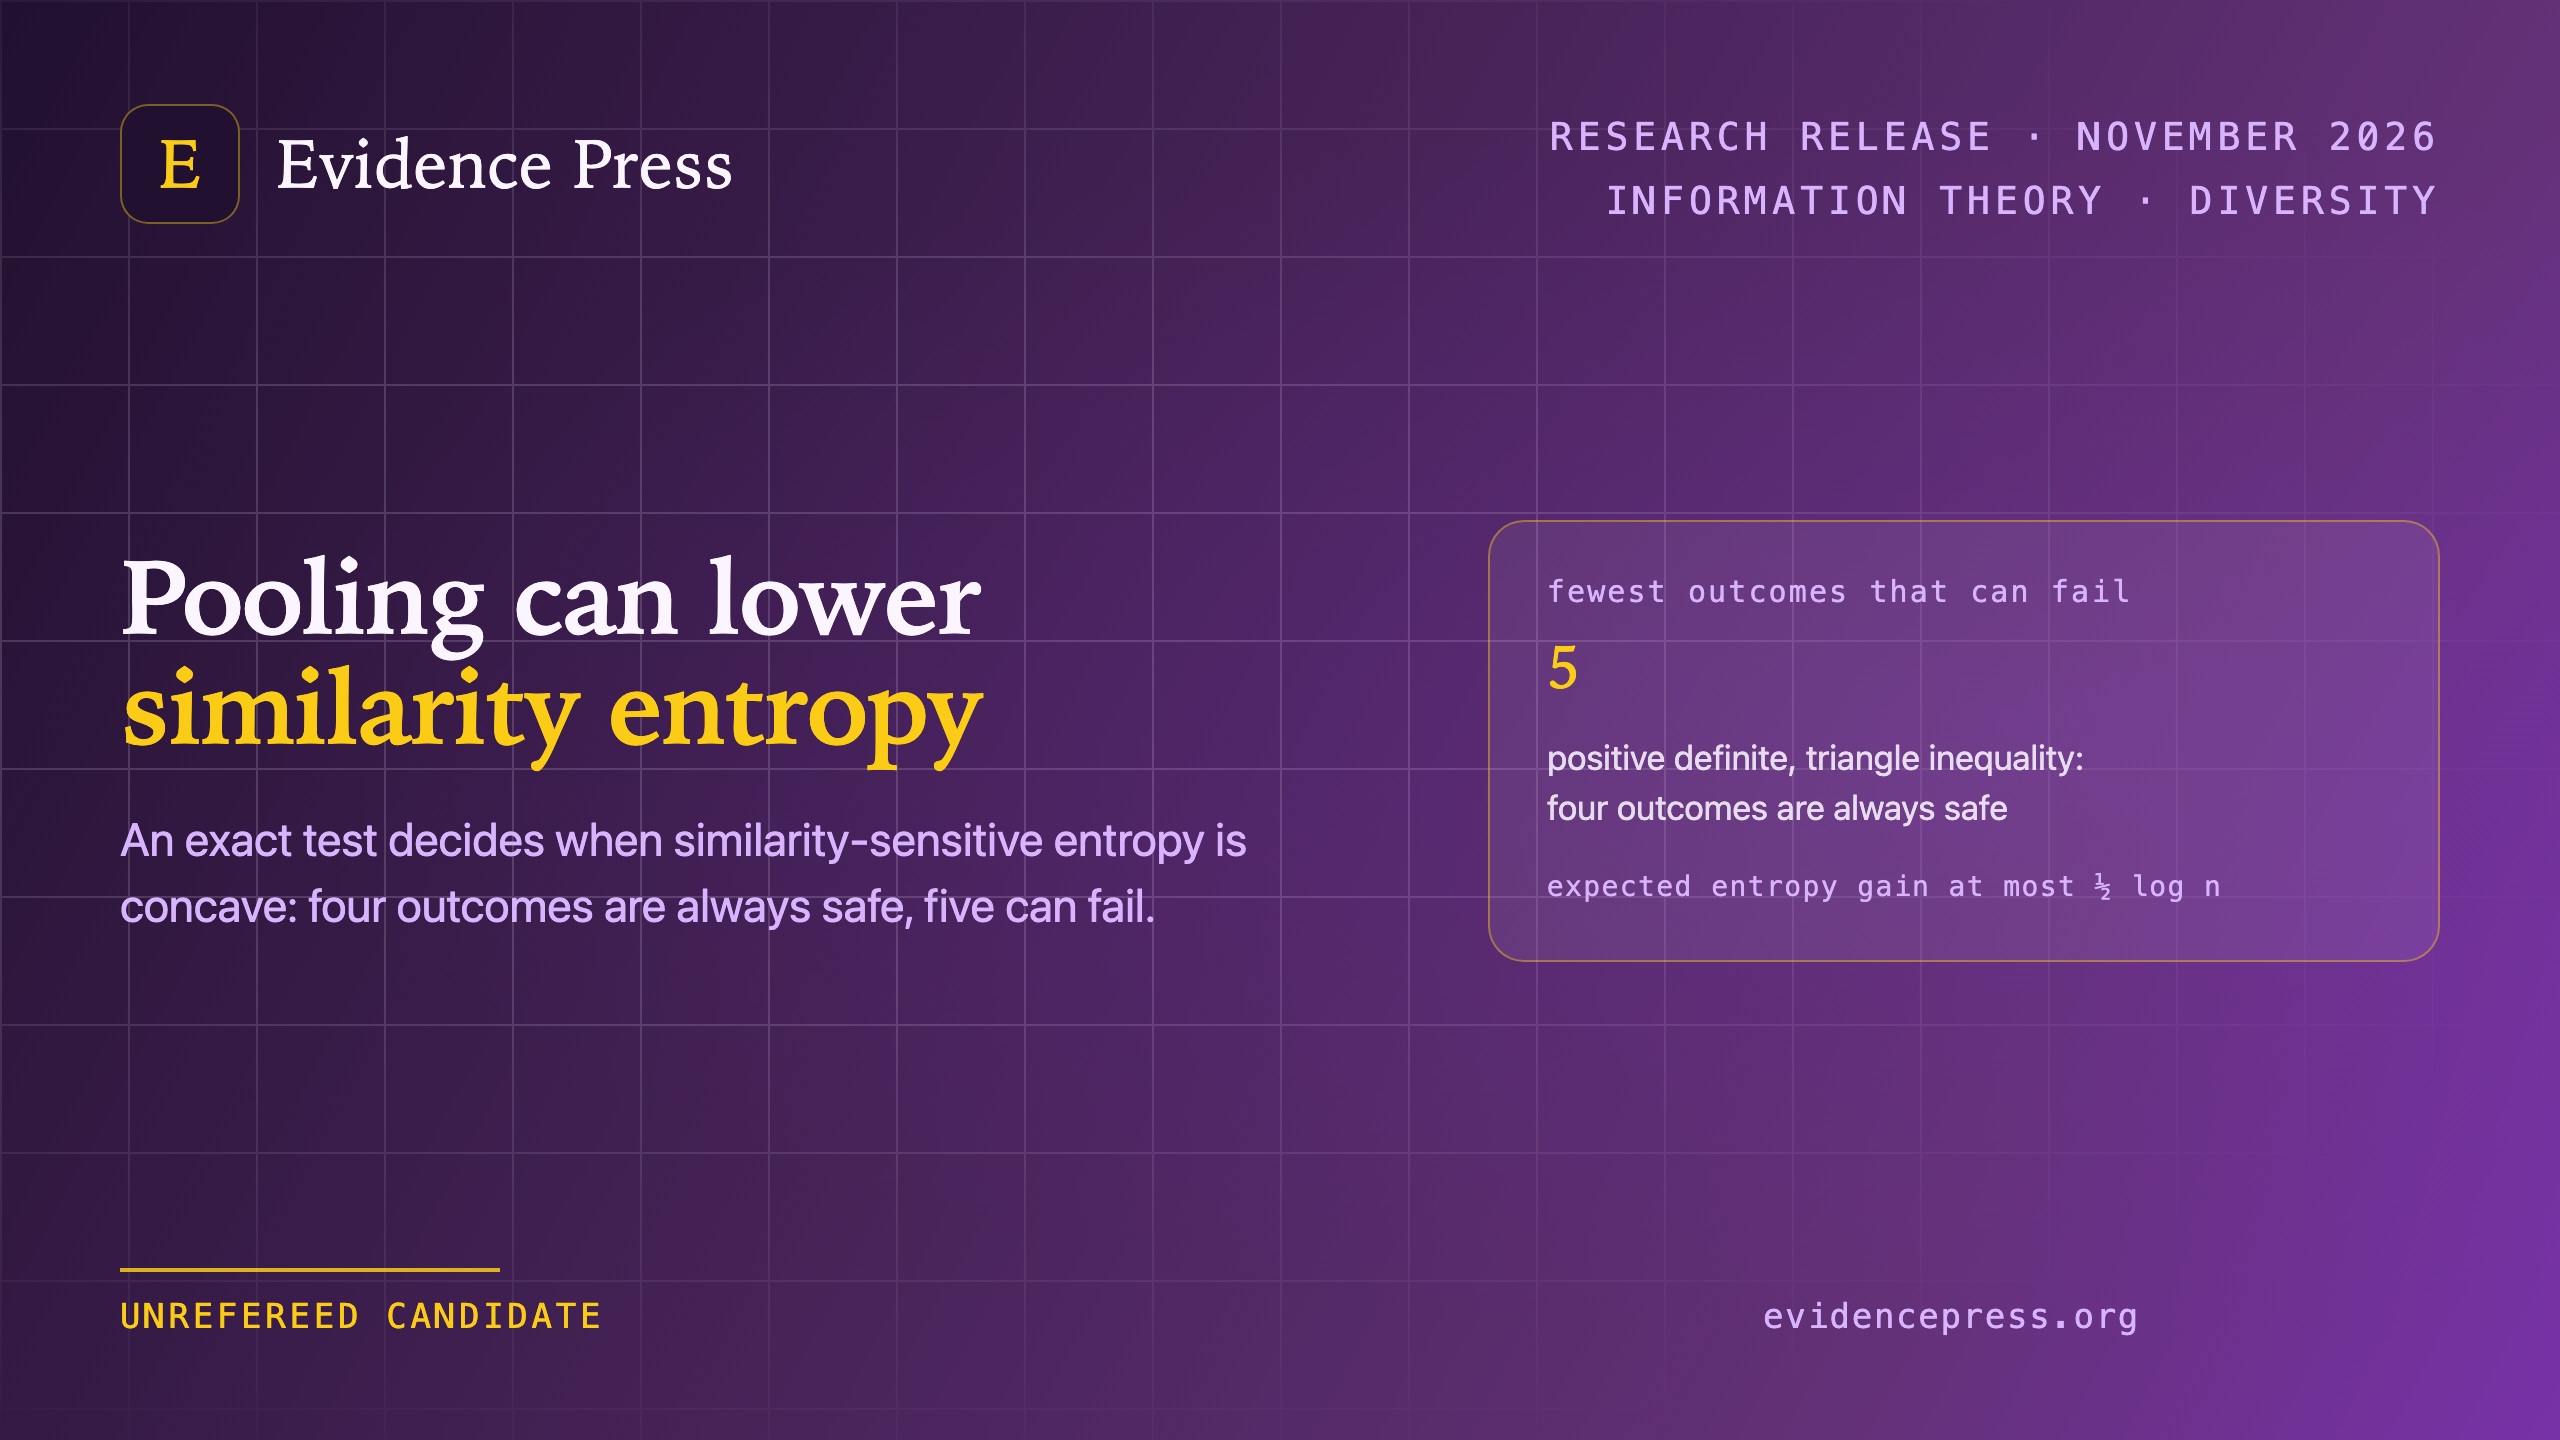 E
Evidence Press
RESEARCH RELEASE · NOVEMBER 2026
INFORMATION THEORY · DIVERSITY
Pooling can lower
similarity entropy
An exact test decides when similarity-sensitive entropy is
concave: four outcomes are always safe, five can fail.
fewest outcomes that can fail
5
positive definite, triangle inequality:
four outcomes are always safe
expected entropy gain at most ½ log n
UNREFEREED CANDIDATE
evidencepress.org